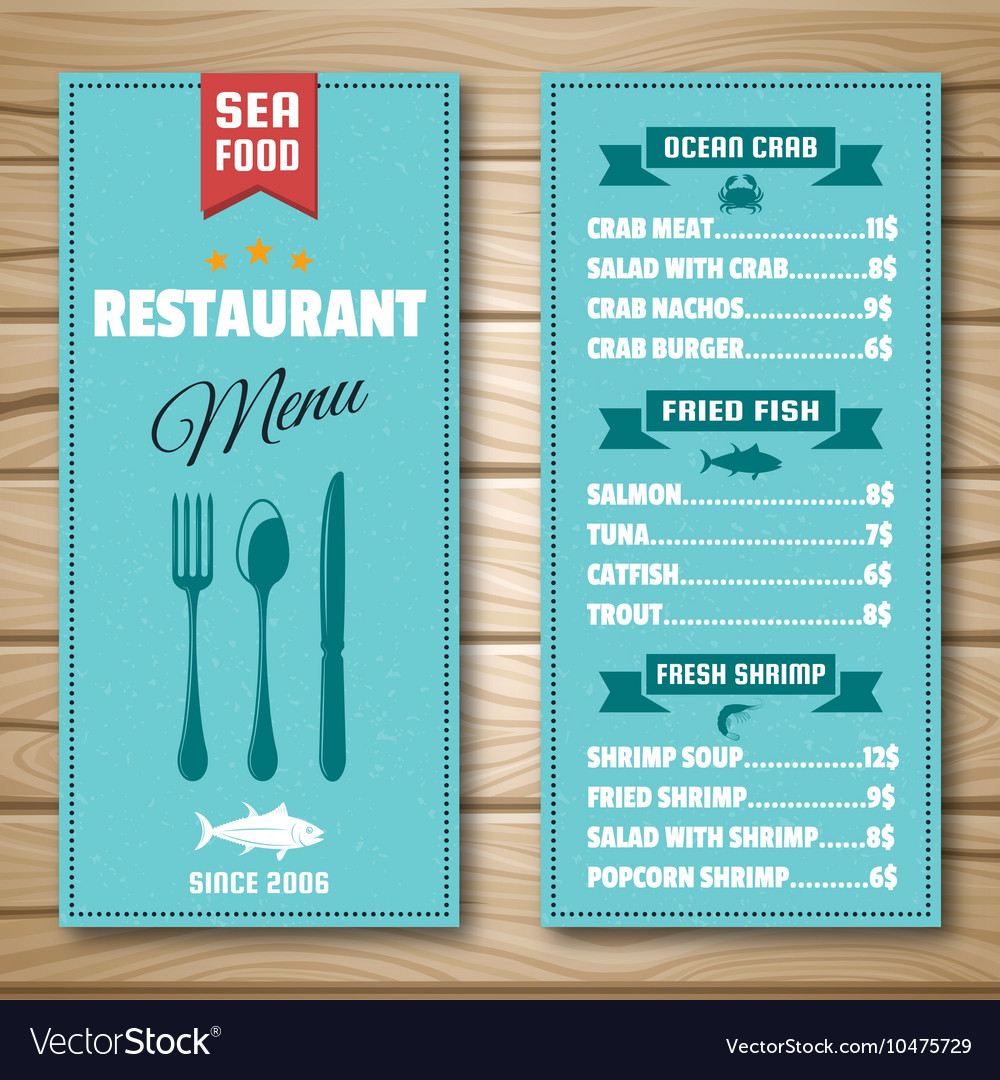 SEA
FOOD
RESTAURANT
Menu
SINCE 2006
OCEAN CRAB
CRAB MEAT...................11$
SALAD WITH CRAB..........8$
CRAB NACHOS...............9$
CRAB BURGER...............6$
FRIED FISH
SALMON.......................8$
TUNA...........................7$
CATFISH.......................6$
TROUT.........................8$
FRESH SHRIMP
SHRIMP SOUP...............12$
FRIED SHRIMP...............9$
SALAD WITH SHRIMP......8$
POPCORN SHRIMP..........6$
VectorStock®
VectorStock.com/10475729